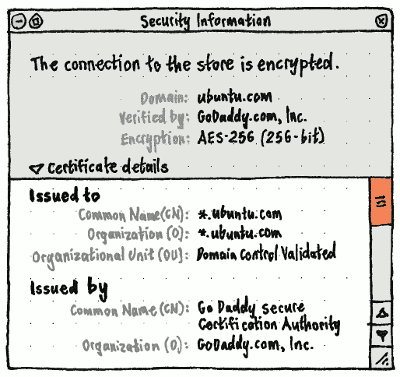 Security Information
The connection to the store is encrypted.
Domain: ubuntu.com
Verified by: GoDaddy.com, Inc.
Encryption: AES-256 (256-bit)
Certificate details
Issued to
Common Name (CN): *.ubuntu.com
Organization (O): *.ubuntu.com
Organizational Unit (OU): Domain Control Validated
Issued by
Common Name (CN): Go Daddy Secure
Certification Authority
Organization (O): GoDaddy.com, Inc.